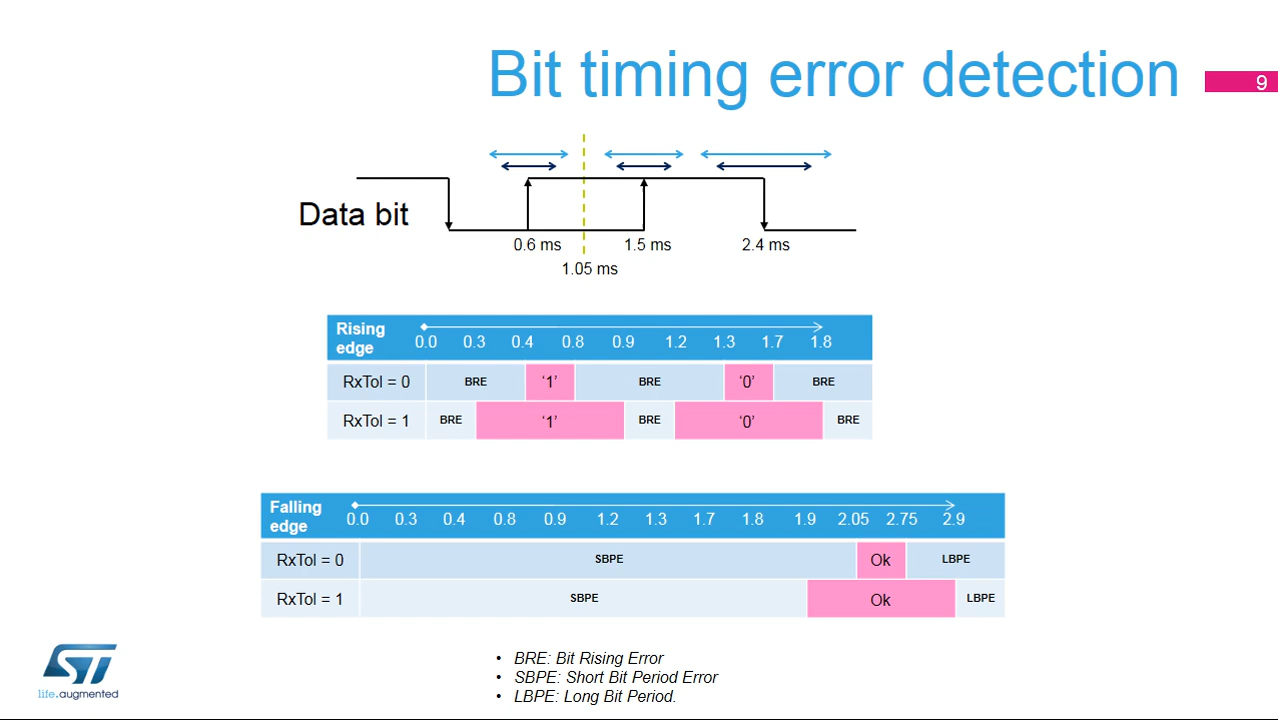 Bit timing error detection
9
Data bit
0.6 ms
1.5 ms
2.4 ms
1.05 ms
Rising edge
0.0 0.3 0.4 0.8 0.9 1.2 1.3 1.7 1.8
RxTol = 0 BRE ‘1’ BRE ‘0’ BRE
RxTol = 1 BRE ‘1’ BRE ‘0’ BRE
Falling edge
0.0 0.3 0.4 0.8 0.9 1.2 1.3 1.7 1.8 1.9 2.05 2.75 2.9
RxTol = 0 SBPE Ok LBPE
RxTol = 1 SBPE Ok LBPE
• BRE: Bit Rising Error
• SBPE: Short Bit Period Error
• LBPE: Long Bit Period.
ST
life.augmented